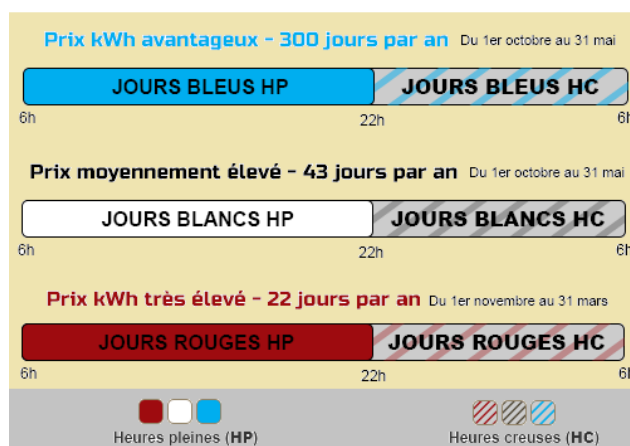 Prix kWh avantageux - 300 jours par an Du 1er octobre au 31 mai
JOURS BLEUS HP JOURS BLEUS HC
6h 22h 6h
Prix moyennement élevé - 43 jours par an Du 1er octobre au 31 mai
JOURS BLANCS HP JOURS BLANCS HC
6h 22h 6h
Prix kWh très élevé - 22 jours par an Du 1er novembre au 31 mars
JOURS ROUGES HP JOURS ROUGES HC
6h 22h 6h
Heures pleines (HP) Heures creuses (HC)